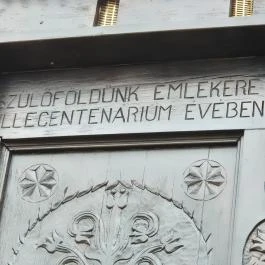 SZÜLŐFÖLDÜNK EMLÉKÉRE
ILLECENTENÁRIUM ÉVÉBEN